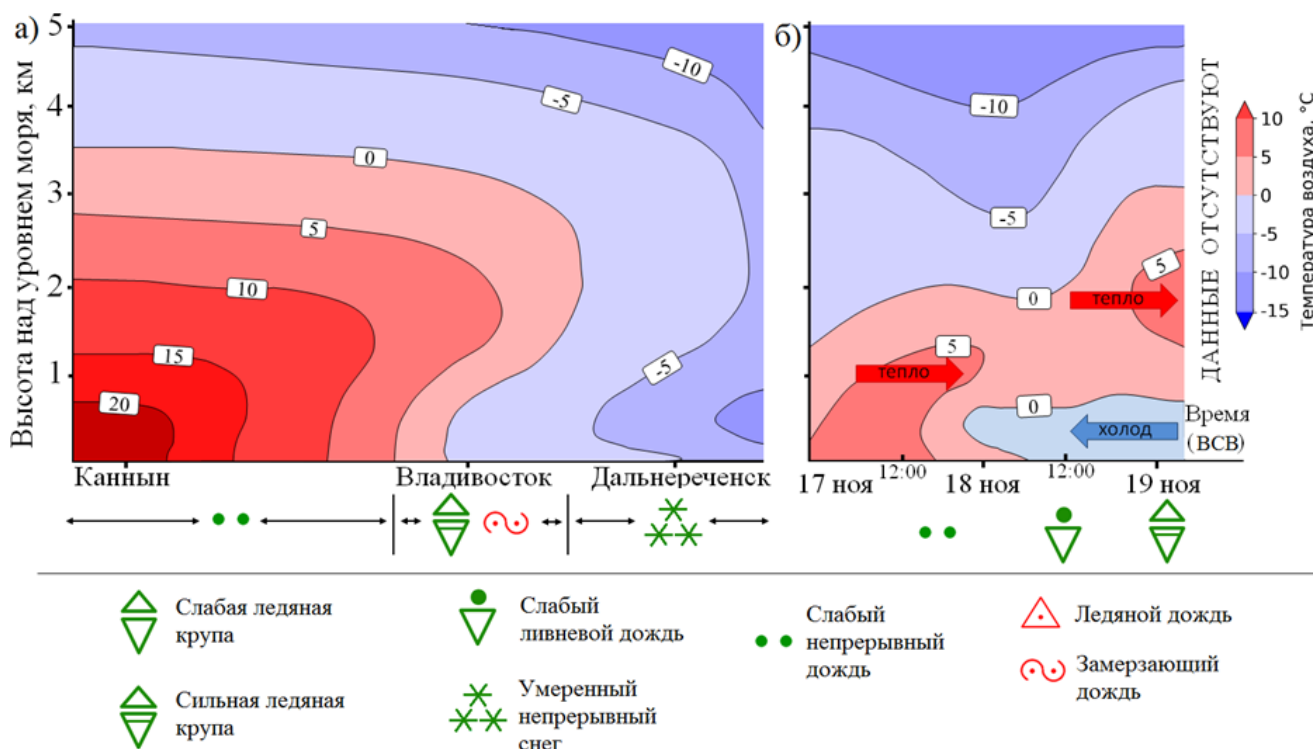 а)
Высота над уровнем моря, км
5
4
3
2
1
-10
-5
0
5
10
15
20
-5
Каннын
Владивосток
Дальнереченск
б)
-10
-5
0
5
5
0
тепло
тепло
холод
12:00
12:00
17 ноя
18 ноя
19 ноя
Время
(ВСВ)
ДАННЫЕ ОТСУТСТВУЮТ
10
5
0
-5
-10
-15
Температура воздуха, °C
Слабая ледяная
крупа
Сильная ледяная
крупа
Слабый
ливневой дождь
Умеренный
непрерывный
снег
Слабый
непрерывный
дождь
Ледяной дождь
Замерзающий
дождь